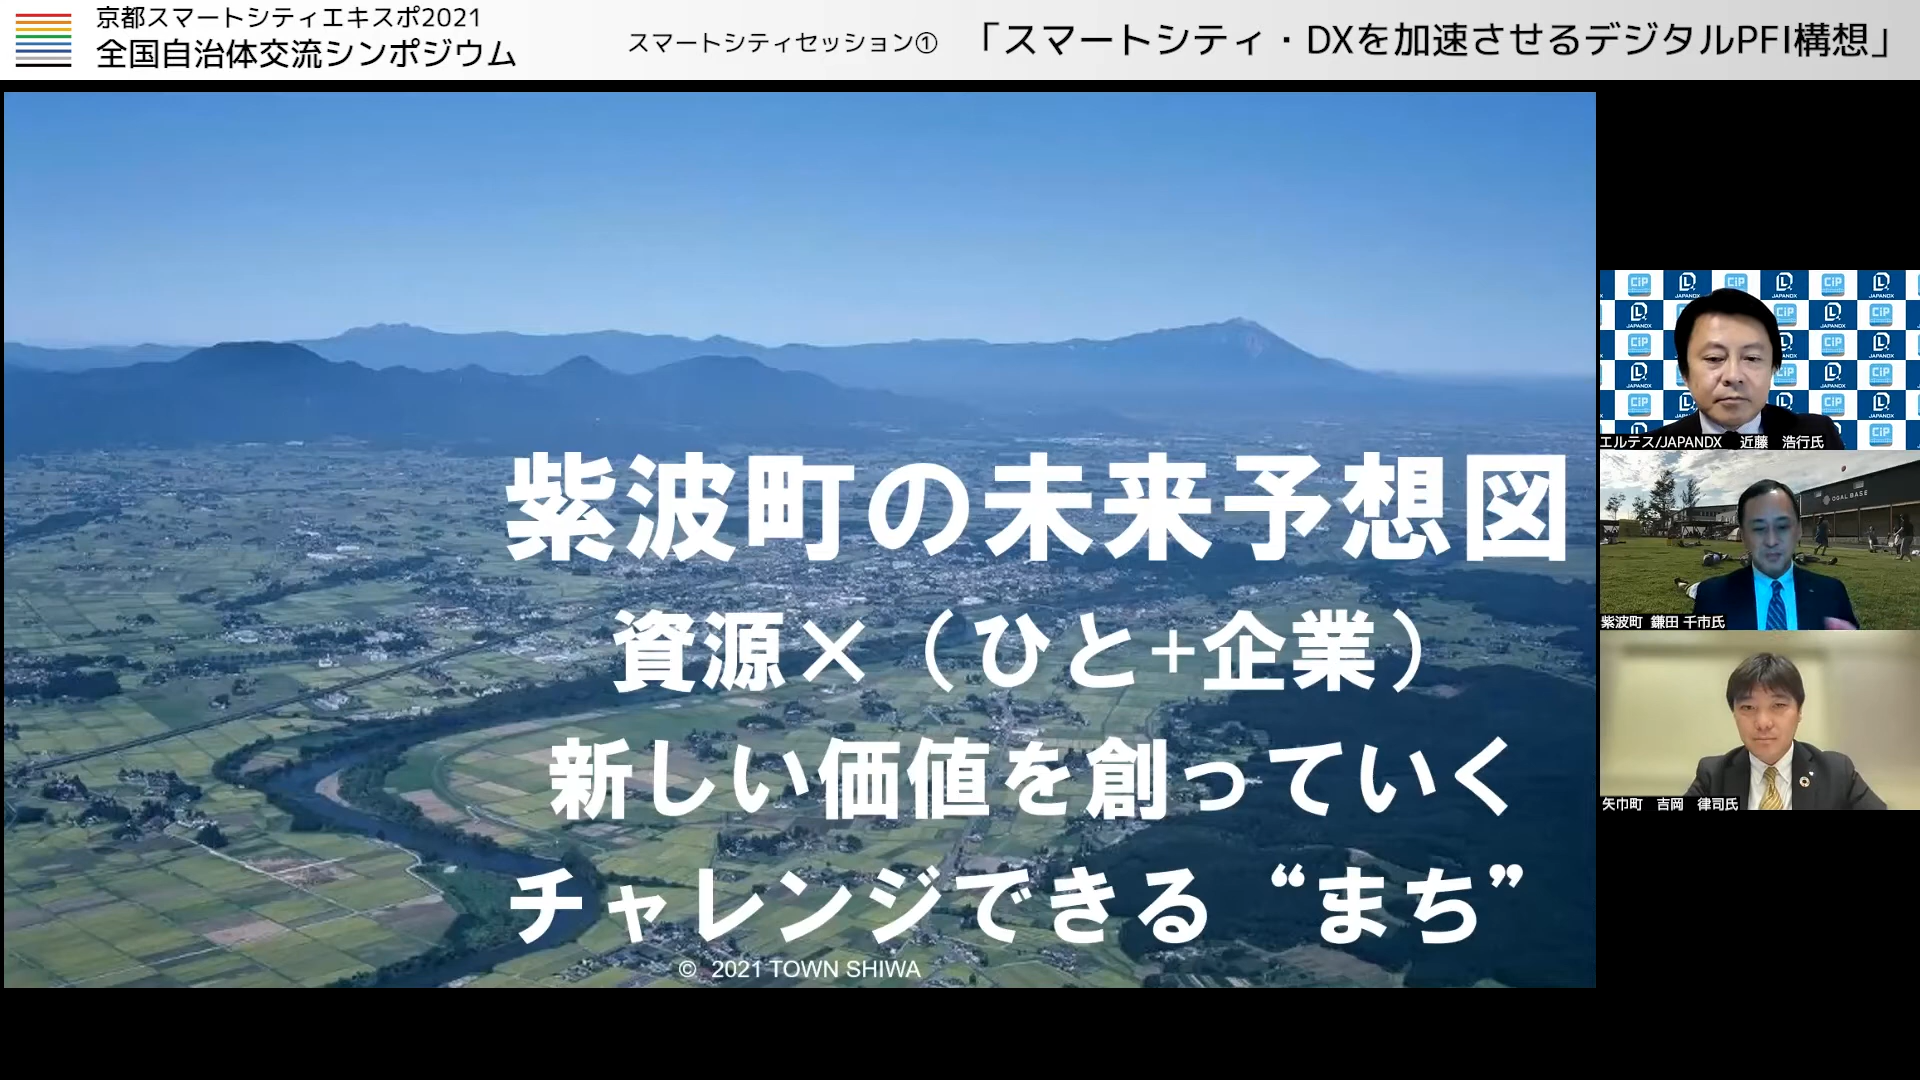 京都スマートシティエキスポ2021
全国自治体交流シンポジウム
スマートシティセッション① 「スマートシティ・DXを加速させるデジタルPFI構想」
紫波町の未来予想図
資源×（ひと+企業）
新しい価値を創っていく
チャレンジできる“まち”
© 2021 TOWN SHIWA
CiP
JAPANDX
エルテス/JAPANDX 近藤 浩行氏
OGAL BASE
紫波町 鎌田 千市氏
矢巾町 吉岡 律司氏